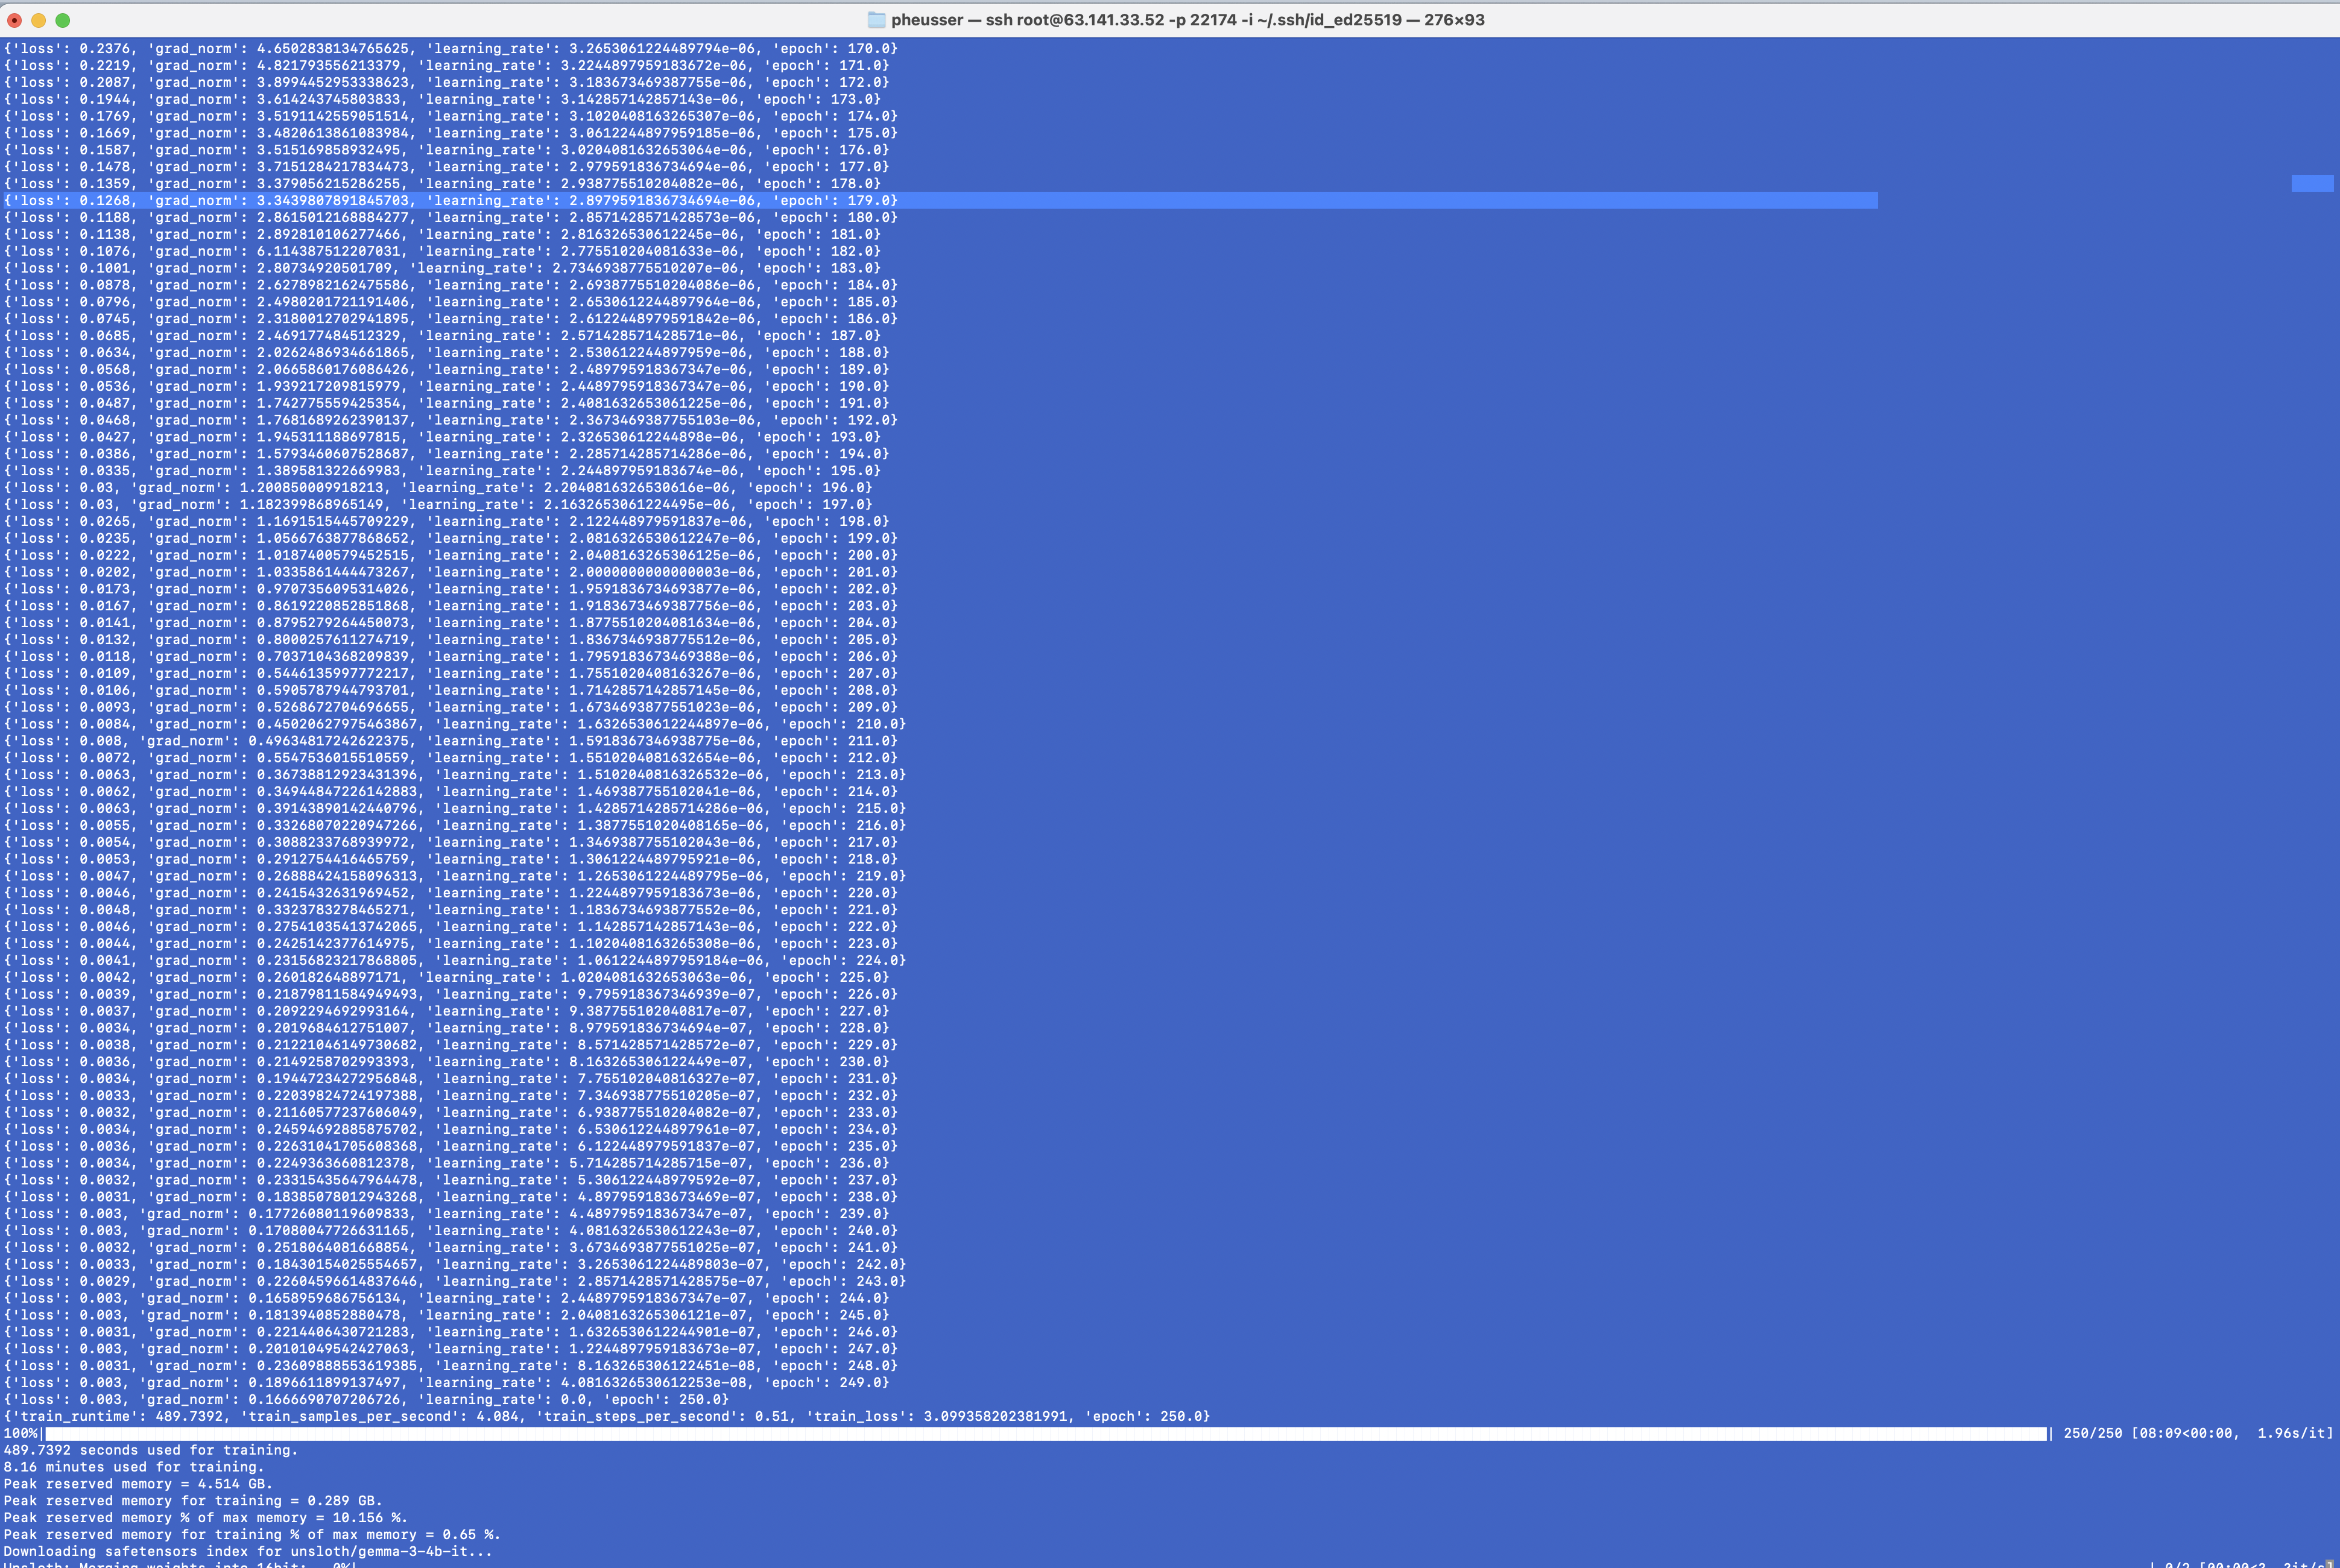 pheusser — ssh root@63.141.33.52 -p 22174 -i ~/.ssh/id_ed25519 — 276×93
{'loss': 0.2376, 'grad_norm': 4.6502838134765625, 'learning_rate': 3.2653061224489794e-06, 'epoch': 170.0}
{'loss': 0.2219, 'grad_norm': 4.821793556213379, 'learning_rate': 3.2244897959183672e-06, 'epoch': 171.0}
{'loss': 0.2087, 'grad_norm': 3.8994452953338623, 'learning_rate': 3.183673469387755e-06, 'epoch': 172.0}
{'loss': 0.1944, 'grad_norm': 3.614243745803833, 'learning_rate': 3.142857142857143e-06, 'epoch': 173.0}
{'loss': 0.1769, 'grad_norm': 3.5191142559051514, 'learning_rate': 3.1020408163265307e-06, 'epoch': 174.0}
{'loss': 0.1669, 'grad_norm': 3.4820613861083984, 'learning_rate': 3.0612244897959185e-06, 'epoch': 175.0}
{'loss': 0.1587, 'grad_norm': 3.515169858932495, 'learning_rate': 3.0204081632653064e-06, 'epoch': 176.0}
{'loss': 0.1478, 'grad_norm': 3.7151284217834473, 'learning_rate': 2.979591836734694e-06, 'epoch': 177.0}
{'loss': 0.1359, 'grad_norm': 3.379056215286255, 'learning_rate': 2.938775510204082e-06, 'epoch': 178.0}
{'loss': 0.1268, 'grad_norm': 3.3439807891845703, 'learning_rate': 2.8979591836734694e-06, 'epoch': 179.0}
{'loss': 0.1188, 'grad_norm': 2.8615012168884277, 'learning_rate': 2.8571428571428573e-06, 'epoch': 180.0}
{'loss': 0.1138, 'grad_norm': 2.892810106277466, 'learning_rate': 2.816326530612245e-06, 'epoch': 181.0}
{'loss': 0.1076, 'grad_norm': 6.114387512207031, 'learning_rate': 2.775510204081633e-06, 'epoch': 182.0}
{'loss': 0.1001, 'grad_norm': 2.80734920501709, 'learning_rate': 2.7346938775510207e-06, 'epoch': 183.0}
{'loss': 0.0878, 'grad_norm': 2.6278982162475586, 'learning_rate': 2.6938775510204086e-06, 'epoch': 184.0}
{'loss': 0.0796, 'grad_norm': 2.4980201721191406, 'learning_rate': 2.6530612244897964e-06, 'epoch': 185.0}
{'loss': 0.0745, 'grad_norm': 2.3180012702941895, 'learning_rate': 2.6122448979591842e-06, 'epoch': 186.0}
{'loss': 0.0685, 'grad_norm': 2.469177484512329, 'learning_rate': 2.571428571428571e-06, 'epoch': 187.0}
{'loss': 0.0634, 'grad_norm': 2.0262486934661865, 'learning_rate': 2.530612244897959e-06, 'epoch': 188.0}
{'loss': 0.0568, 'grad_norm': 2.0665860176086426, 'learning_rate': 2.489795918367347e-06, 'epoch': 189.0}
{'loss': 0.0536, 'grad_norm': 1.939217209815979, 'learning_rate': 2.4489795918367347e-06, 'epoch': 190.0}
{'loss': 0.0487, 'grad_norm': 1.742775559425354, 'learning_rate': 2.4081632653061225e-06, 'epoch': 191.0}
{'loss': 0.0468, 'grad_norm': 1.7681689262390137, 'learning_rate': 2.3673469387755103e-06, 'epoch': 192.0}
{'loss': 0.0427, 'grad_norm': 1.945311188697815, 'learning_rate': 2.326530612244898e-06, 'epoch': 193.0}
{'loss': 0.0386, 'grad_norm': 1.5793460607528687, 'learning_rate': 2.285714285714286e-06, 'epoch': 194.0}
{'loss': 0.0335, 'grad_norm': 1.389581322669983, 'learning_rate': 2.244897959183674e-06, 'epoch': 195.0}
{'loss': 0.03, 'grad_norm': 1.200850009918213, 'learning_rate': 2.2040816326530616e-06, 'epoch': 196.0}
{'loss': 0.03, 'grad_norm': 1.182399868965149, 'learning_rate': 2.1632653061224495e-06, 'epoch': 197.0}
{'loss': 0.0265, 'grad_norm': 1.1691515445709229, 'learning_rate': 2.122448979591837e-06, 'epoch': 198.0}
{'loss': 0.0235, 'grad_norm': 1.0566763877868652, 'learning_rate': 2.0816326530612247e-06, 'epoch': 199.0}
{'loss': 0.0222, 'grad_norm': 1.0187400579452515, 'learning_rate': 2.0408163265306125e-06, 'epoch': 200.0}
{'loss': 0.0202, 'grad_norm': 1.0335861444473267, 'learning_rate': 2.0000000000000003e-06, 'epoch': 201.0}
{'loss': 0.0173, 'grad_norm': 0.9707356095314026, 'learning_rate': 1.959183673469387​7e-06, 'epoch': 202.0}
{'loss': 0.0167, 'grad_norm': 0.8619220852851868, 'learning_rate': 1.9183673469387756e-06, 'epoch': 203.0}
{'loss': 0.0141, 'grad_norm': 0.8795279264450073, 'learning_rate': 1.8775510204081634e-06, 'epoch': 204.0}
{'loss': 0.0132, 'grad_norm': 0.8000257611274719, 'learning_rate': 1.8367346938775512e-06, 'epoch': 205.0}
{'loss': 0.0118, 'grad_norm': 0.7037104368209839, 'learning_rate': 1.7959183673469388e-06, 'epoch': 206.0}
{'loss': 0.0109, 'grad_norm': 0.5446135997772217, 'learning_rate': 1.7551020408163267e-06, 'epoch': 207.0}
{'loss': 0.0106, 'grad_norm': 0.5905787944793701, 'learning_rate': 1.7142857142857145e-06, 'epoch': 208.0}
{'loss': 0.0093, 'grad_norm': 0.5268672704696655, 'learning_rate': 1.6734693877551023e-06, 'epoch': 209.0}
{'loss': 0.0084, 'grad_norm': 0.45020627975463867, 'learning_rate': 1.6326530612244897e-06, 'epoch': 210.0}
{'loss': 0.008, 'grad_norm': 0.49634817242622375, 'learning_rate': 1.5918367346938775e-06, 'epoch': 211.0}
{'loss': 0.0072, 'grad_norm': 0.5547536015510559, 'learning_rate': 1.5510204081632654e-06, 'epoch': 212.0}
{'loss': 0.0063, 'grad_norm': 0.36738812923431396, 'learning_rate': 1.5102040816326532e-06, 'epoch': 213.0}
{'loss': 0.0062, 'grad_norm': 0.34944847226142883, 'learning_rate': 1.469387755102041e-06, 'epoch': 214.0}
{'loss': 0.0063, 'grad_norm': 0.39143890142440796, 'learning_rate': 1.4285714285714286e-06, 'epoch': 215.0}
{'loss': 0.0055, 'grad_norm': 0.33268070220947266, 'learning_rate': 1.3877551020408165e-06, 'epoch': 216.0}
{'loss': 0.0054, 'grad_norm': 0.3088233768939972, 'learning_rate': 1.3469387755102043e-06, 'epoch': 217.0}
{'loss': 0.0053, 'grad_norm': 0.2912754416465759, 'learning_rate': 1.3061224489795921e-06, 'epoch': 218.0}
{'loss': 0.0047, 'grad_norm': 0.26888424158096313, 'learning_rate': 1.2653061224489795e-06, 'epoch': 219.0}
{'loss': 0.0046, 'grad_norm': 0.2415432631969452, 'learning_rate': 1.2244897959183673e-06, 'epoch': 220.0}
{'loss': 0.0048, 'grad_norm': 0.3323783278465271, 'learning_rate': 1.1836734693877552e-06, 'epoch': 221.0}
{'loss': 0.0046, 'grad_norm': 0.27541035413742065, 'learning_rate': 1.142857142857143e-06, 'epoch': 222.0}
{'loss': 0.0044, 'grad_norm': 0.2425142377614975, 'learning_rate': 1.1020408163265308e-06, 'epoch': 223.0}
{'loss': 0.0041, 'grad_norm': 0.23156823217868805, 'learning_rate': 1.0612244897959184e-06, 'epoch': 224.0}
{'loss': 0.0042, 'grad_norm': 0.260182648897171, 'learning_rate': 1.0204081632653063e-06, 'epoch': 225.0}
{'loss': 0.0039, 'grad_norm': 0.21879811584949493, 'learning_rate': 9.795918367346939e-07, 'epoch': 226.0}
{'loss': 0.0037, 'grad_norm': 0.2092294692993164, 'learning_rate': 9.387755102040817e-07, 'epoch': 227.0}
{'loss': 0.0034, 'grad_norm': 0.2019684612751007, 'learning_rate': 8.979591836734694e-07, 'epoch': 228.0}
{'loss': 0.0038, 'grad_norm': 0.21221046149730682, 'learning_rate': 8.571428571428572e-07, 'epoch': 229.0}
{'loss': 0.0036, 'grad_norm': 0.2149258702993393, 'learning_rate': 8.163265306122449e-07, 'epoch': 230.0}
{'loss': 0.0034, 'grad_norm': 0.19447234272956848, 'learning_rate': 7.755102040816327e-07, 'epoch': 231.0}
{'loss': 0.0033, 'grad_norm': 0.22039824724197388, 'learning_rate': 7.346938775510205e-07, 'epoch': 232.0}
{'loss': 0.0032, 'grad_norm': 0.21160577237606049, 'learning_rate': 6.938775510204082e-07, 'epoch': 233.0}
{'loss': 0.0034, 'grad_norm': 0.24594692885875702, 'learning_rate': 6.530612244897961e-07, 'epoch': 234.0}
{'loss': 0.0036, 'grad_norm': 0.22631041705608368, 'learning_rate': 6.122448979591837e-07, 'epoch': 235.0}
{'loss': 0.0034, 'grad_norm': 0.2249363660812378, 'learning_rate': 5.714285714285715e-07, 'epoch': 236.0}
{'loss': 0.0032, 'grad_norm': 0.23315435647964478, 'learning_rate': 5.306122448979592e-07, 'epoch': 237.0}
{'loss': 0.0031, 'grad_norm': 0.18385078012943268, 'learning_rate': 4.897959183673469e-07, 'epoch': 238.0}
{'loss': 0.003, 'grad_norm': 0.17726080119609833, 'learning_rate': 4.489795918367347e-07, 'epoch': 239.0}
{'loss': 0.003, 'grad_norm': 0.17080047726631165, 'learning_rate': 4.0816326530612243e-07, 'epoch': 240.0}
{'loss': 0.0032, 'grad_norm': 0.2518064081668854, 'learning_rate': 3.6734693877551025e-07, 'epoch': 241.0}
{'loss': 0.0033, 'grad_norm': 0.18430154025554657, 'learning_rate': 3.2653061224489803e-07, 'epoch': 242.0}
{'loss': 0.0029, 'grad_norm': 0.22604596614837646, 'learning_rate': 2.8571428571428575e-07, 'epoch': 243.0}
{'loss': 0.003, 'grad_norm': 0.1658959686756134, 'learning_rate': 2.4489795918367347e-07, 'epoch': 244.0}
{'loss': 0.003, 'grad_norm': 0.1813940852880478, 'learning_rate': 2.0408163265306121e-07, 'epoch': 245.0}
{'loss': 0.0031, 'grad_norm': 0.2214406430721283, 'learning_rate': 1.6326530612244901e-07, 'epoch': 246.0}
{'loss': 0.003, 'grad_norm': 0.20101049542427063, 'learning_rate': 1.2244897959183673e-07, 'epoch': 247.0}
{'loss': 0.0031, 'grad_norm': 0.23609888553619385, 'learning_rate': 8.163265306122451e-08, 'epoch': 248.0}
{'loss': 0.003, 'grad_norm': 0.1896611899137497, 'learning_rate': 4.0816326530612253e-08, 'epoch': 249.0}
{'loss': 0.003, 'grad_norm': 0.1666690707206726, 'learning_rate': 0.0, 'epoch': 250.0}
{'train_runtime': 489.7392, 'train_samples_per_second': 4.084, 'train_steps_per_second': 0.51, 'train_loss': 3.099358202381991, 'epoch': 250.0}
100%| | 250/250 [08:09<00:00, 1.96s/it]
489.7392 seconds used for training.
8.16 minutes used for training.
Peak reserved memory = 4.514 GB.
Peak reserved memory for training = 0.289 GB.
Peak reserved memory % of max memory = 10.156 %.
Peak reserved memory for training % of max memory = 0.65 %.
Downloading safetensors index for unsloth/gemma-3-4b-it...
Unsloth: Merging weights into 16bit: 0%| | 0/2 [00:00<?, ?it/s]